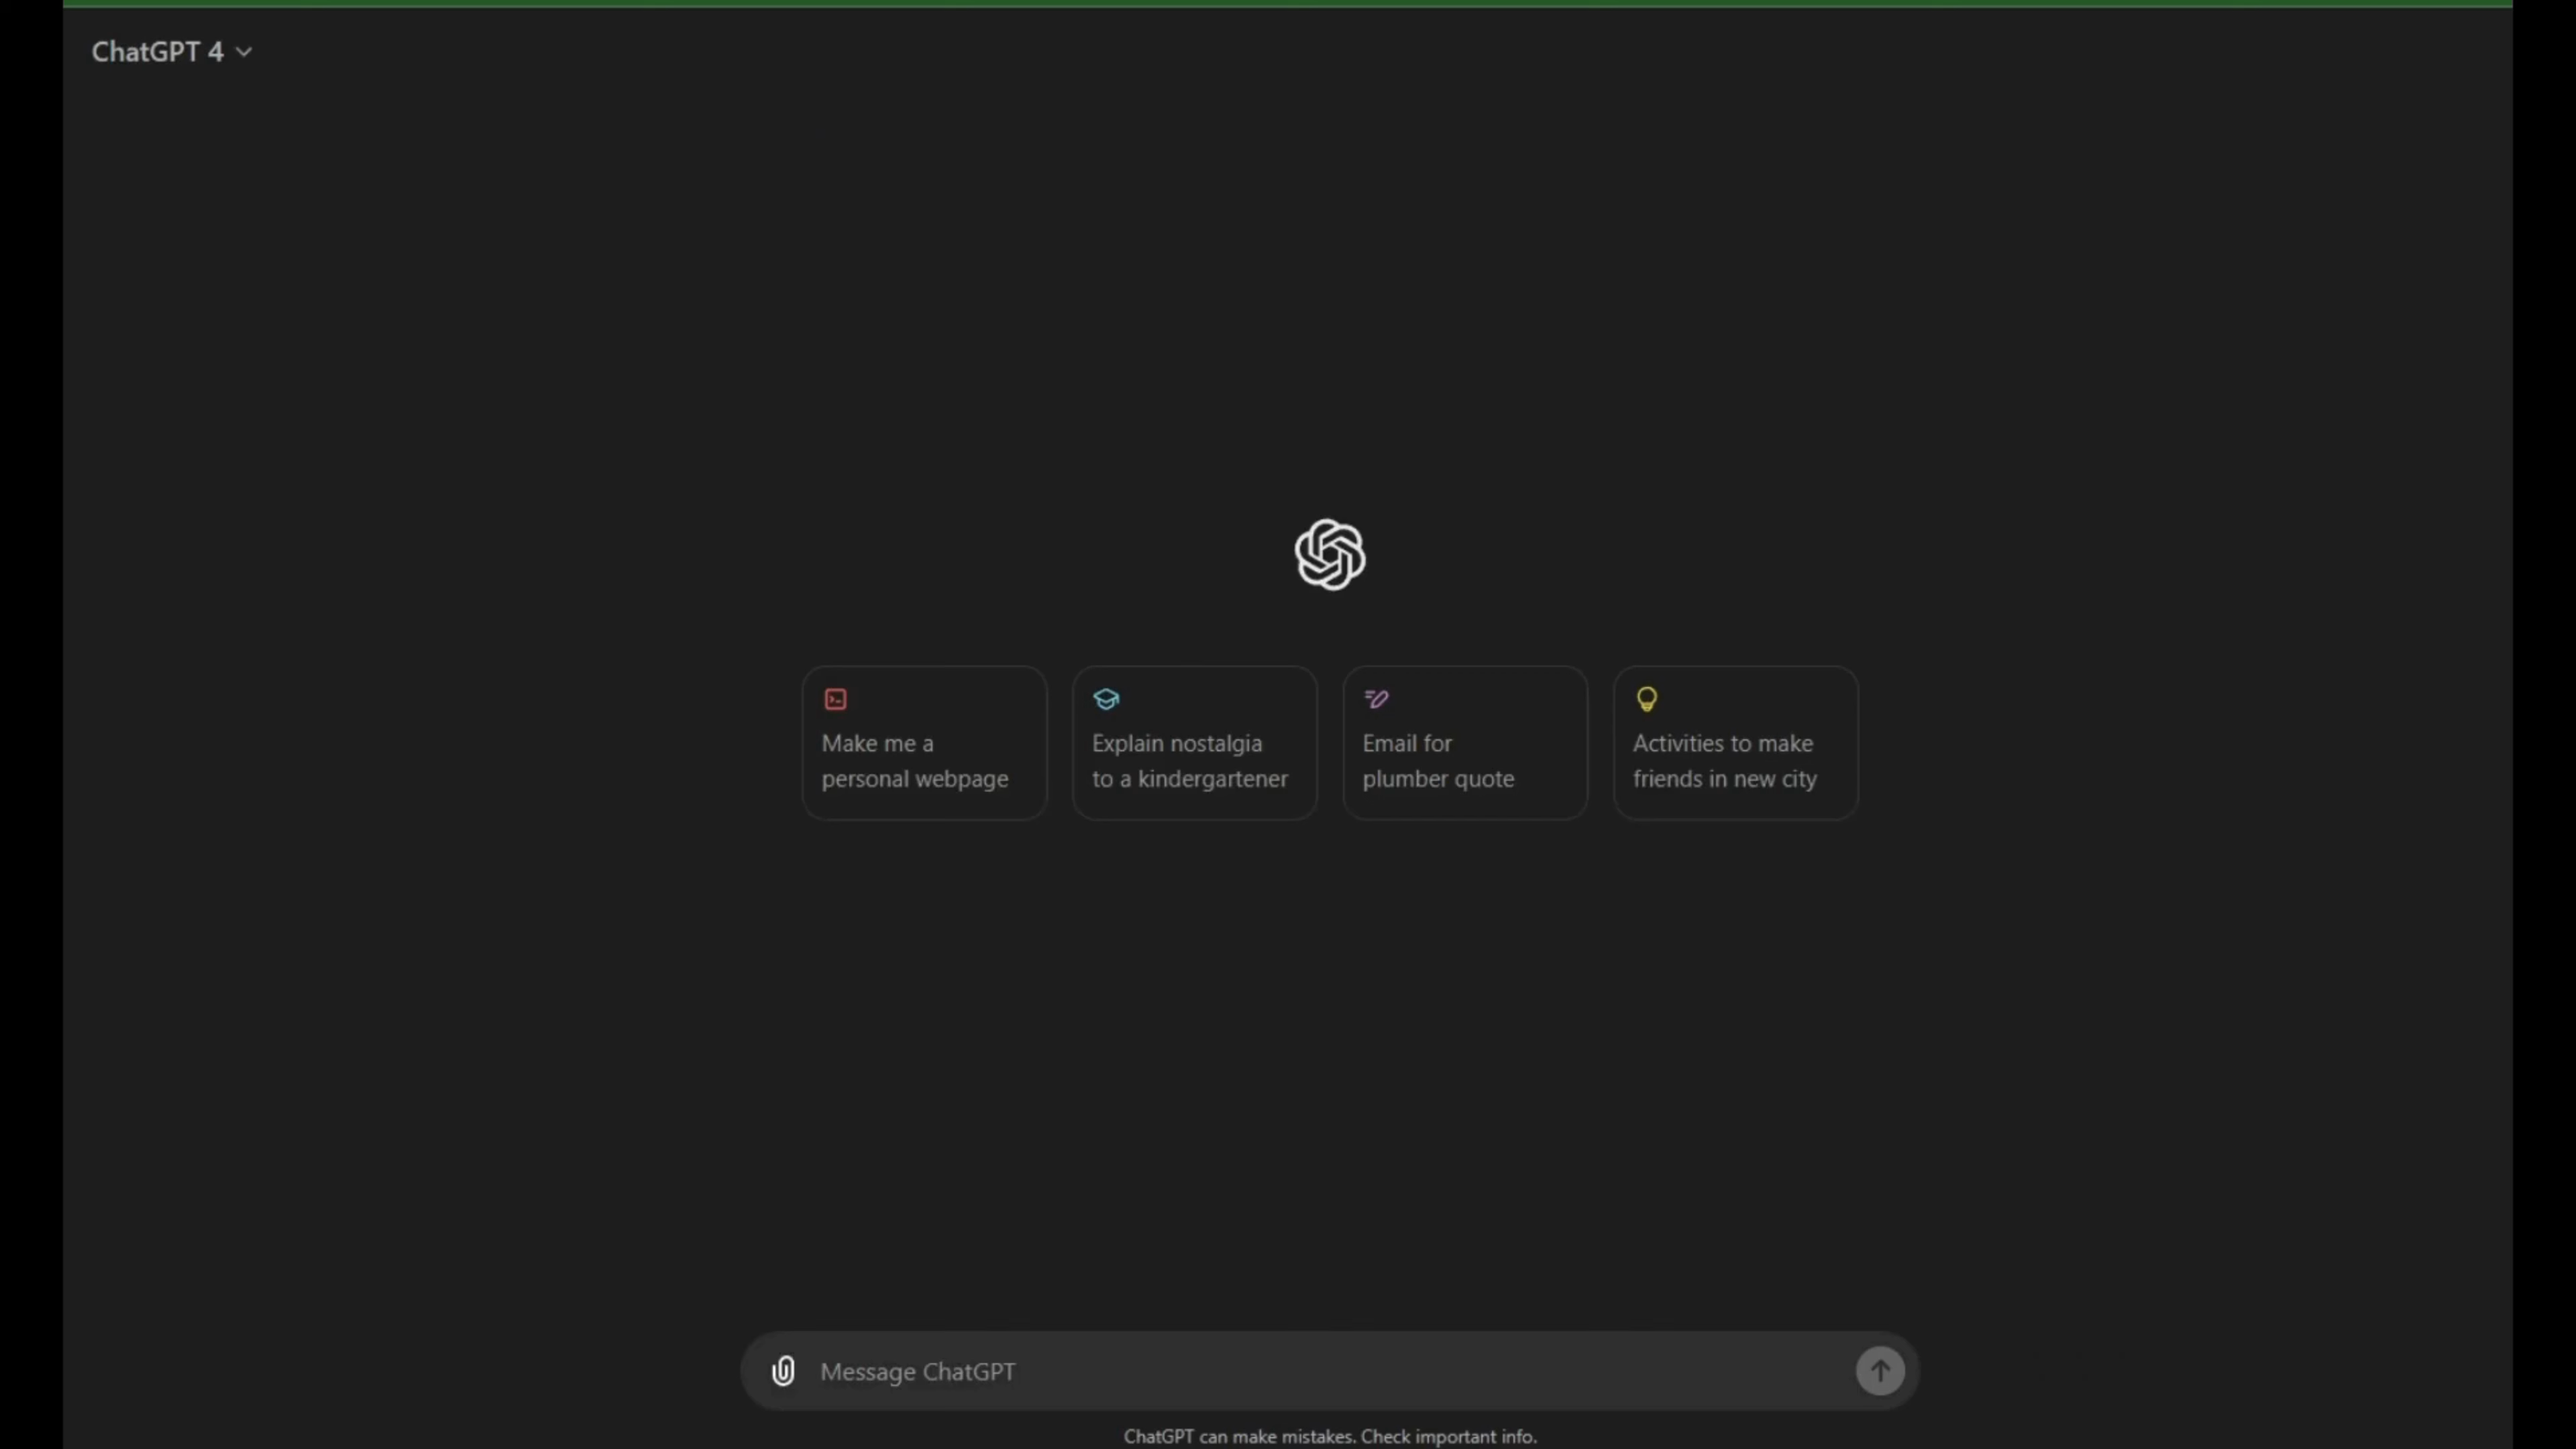 ChatGPT 4
Make me a
personal webpage
Explain nostalgia
to a kindergartener
Email for
plumber quote
Activities to make
friends in new city
Message ChatGPT
ChatGPT can make mistakes. Check important info.